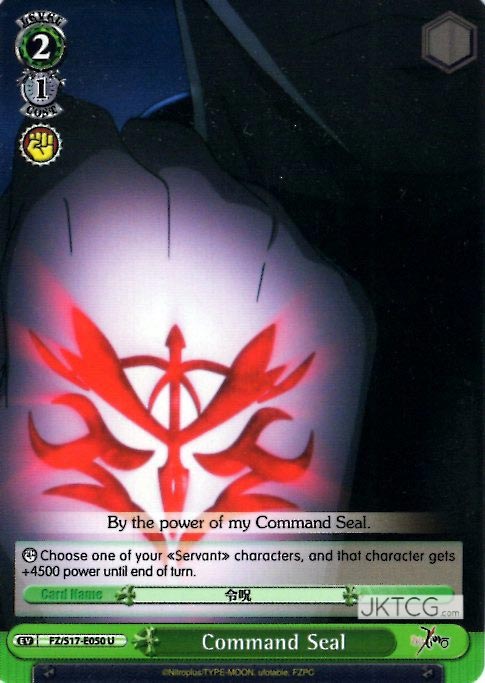 LEVEL
2
1
COST
By the power of my Command Seal.
Choose one of your «Servant» characters, and that character gets
+4500 power until end of turn.
Card Name
令呪
JKTCG.com
EV FZ/S17-E050 U
Command Seal
©Nitroplus/TYPE-MOON, ufotable, FZPC